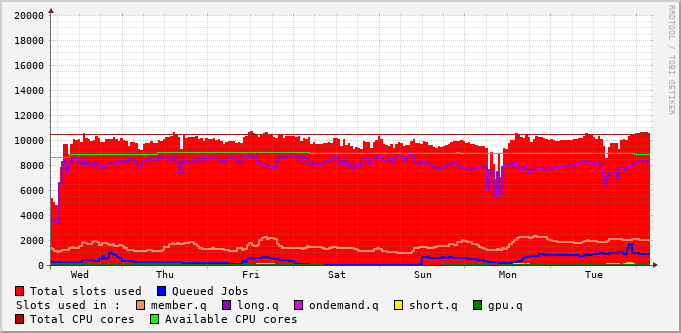 RRDTOOL / TOBI OETIKER
20000
18000
16000
14000
12000
10000
8000
6000
4000
2000
0
Wed Thu Fri Sat Sun Mon Tue
Total slots used Queued Jobs
Slots used in : member.q long.q ondemand.q short.q gpu.q
Total CPU cores Available CPU cores